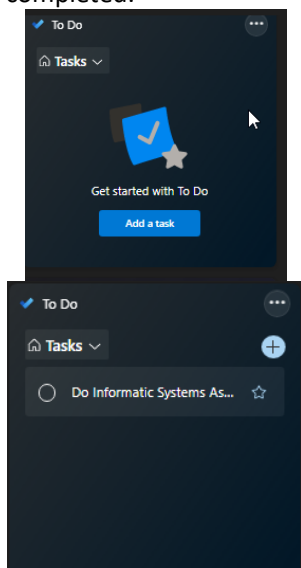 completed.
To Do
Tasks
Get started with To Do
Add a task
To Do
Tasks
Do Informatic Systems As...